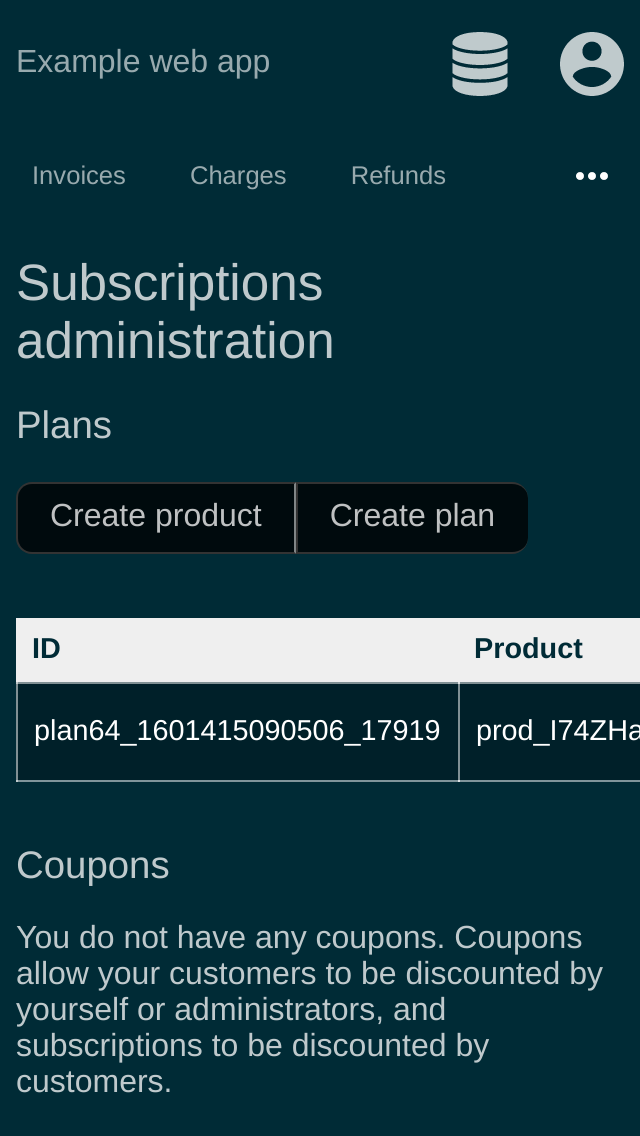 Example web app
Invoices Charges Refunds
Subscriptions
administration
Plans
Create product Create plan
ID Product
plan64_1601415090506_17919 prod_I74ZHa
Coupons
You do not have any coupons. Coupons
allow your customers to be discounted by
yourself or administrators, and
subscriptions to be discounted by
customers.